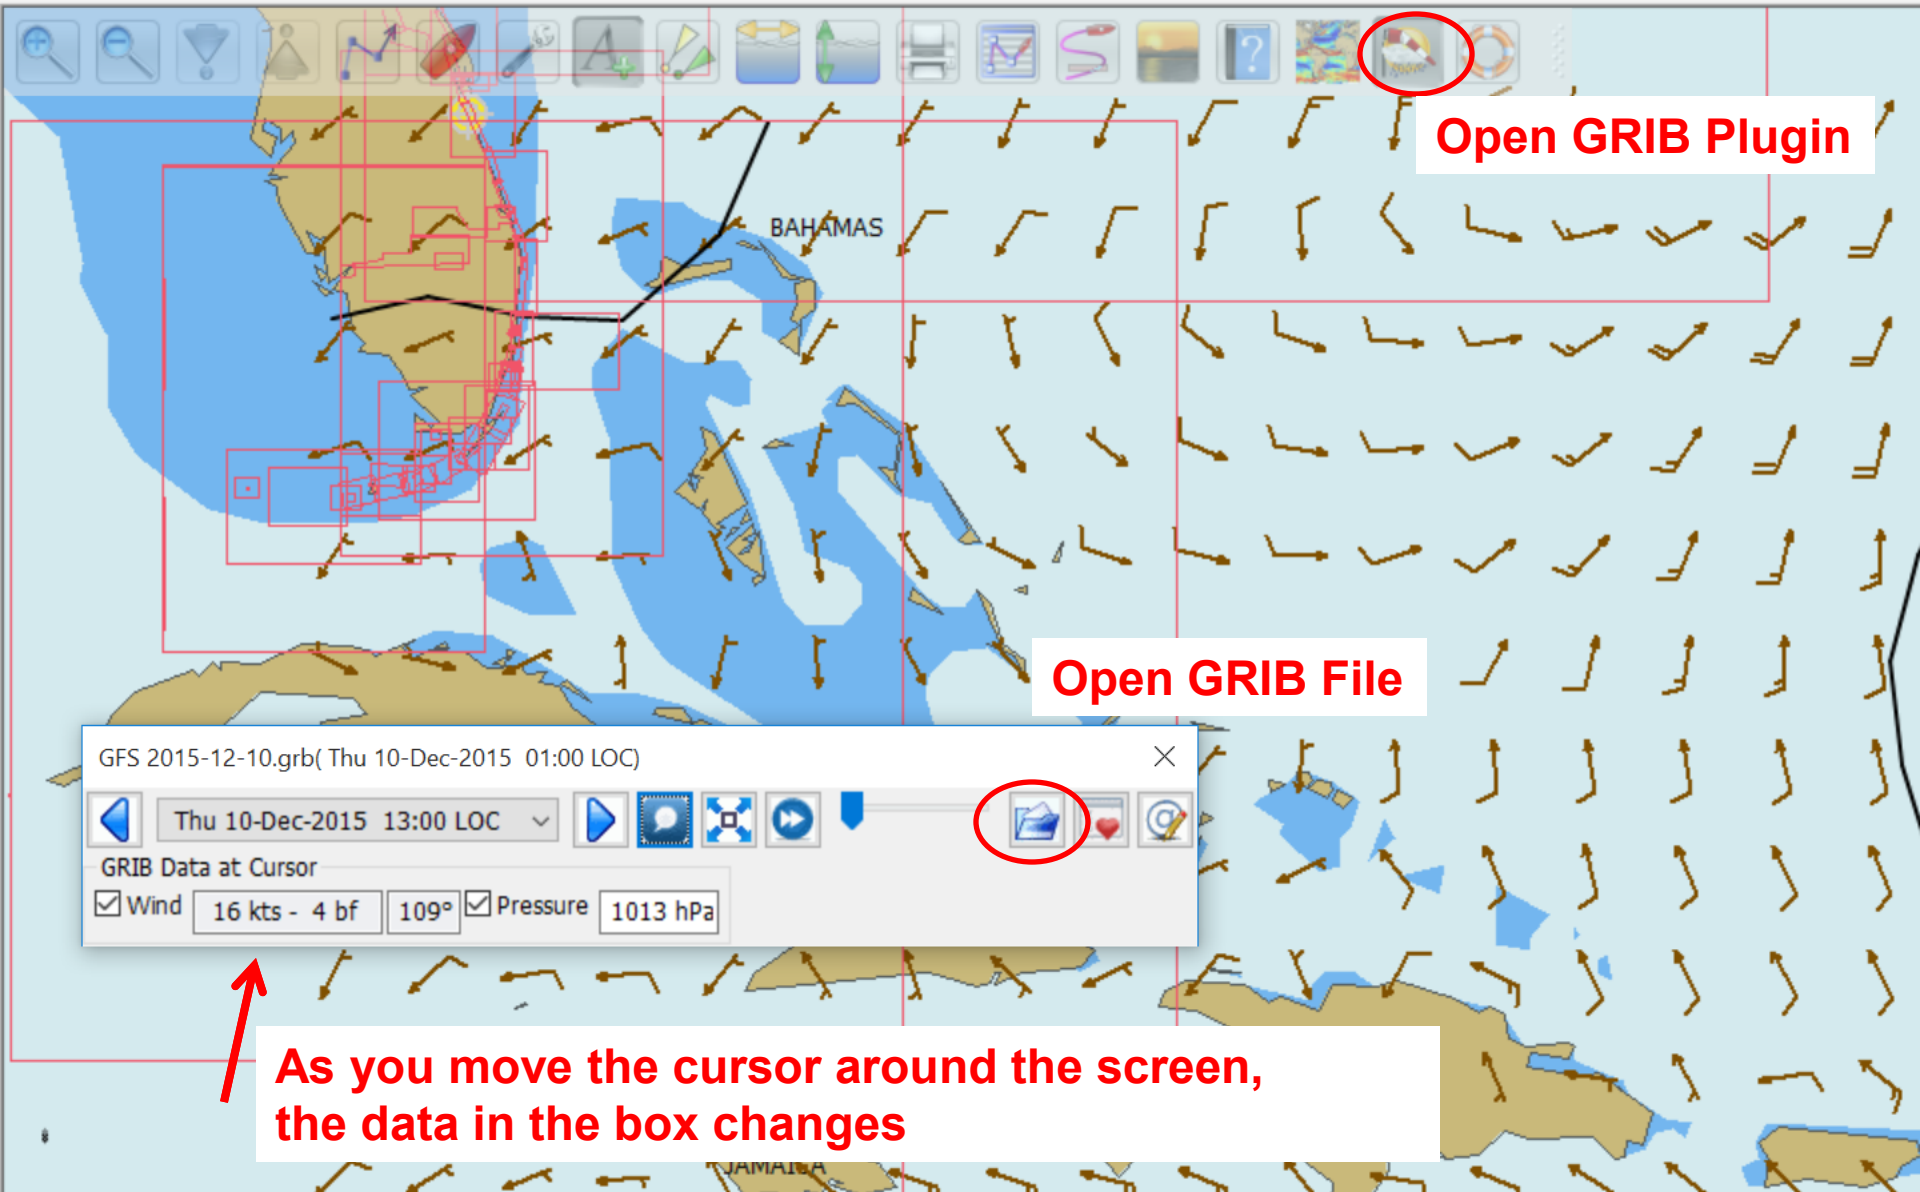 Open GRIB Plugin
BAHAMAS
Open GRIB File
GFS 2015-12-10.grb( Thu 10-Dec-2015 01:00 LOC)
Thu 10-Dec-2015 13:00 LOC
GRIB Data at Cursor
Wind 16 kts - 4 bf 109° Pressure 1013 hPa
As you move the cursor around the screen,
the data in the box changes
JAMAICA